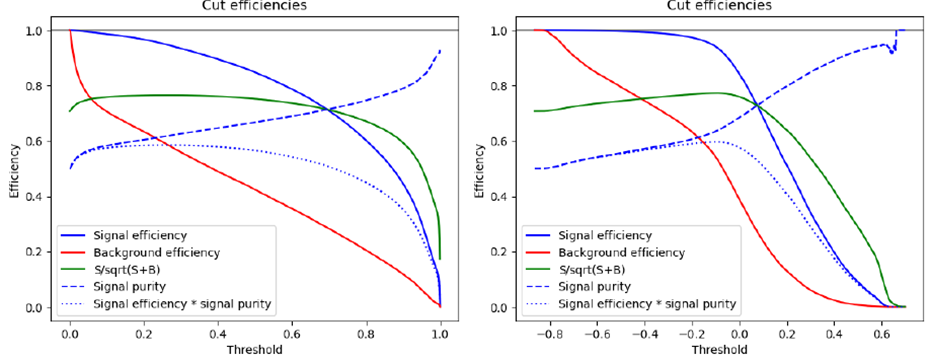 Cut efficiencies
1.0
0.8
0.6
0.4
0.2
0.0
Efficiency
Signal efficiency
Background efficiency
S/sqrt(S+B)
Signal purity
Signal efficiency * signal purity
0.0 0.2 0.4 0.6 0.8 1.0
Threshold
Cut efficiencies
1.0
0.8
0.6
0.4
0.2
0.0
Efficiency
Signal efficiency
Background efficiency
S/sqrt(S+B)
Signal purity
Signal efficiency * signal purity
−0.8 −0.6 −0.4 −0.2 0.0 0.2 0.4 0.6
Threshold